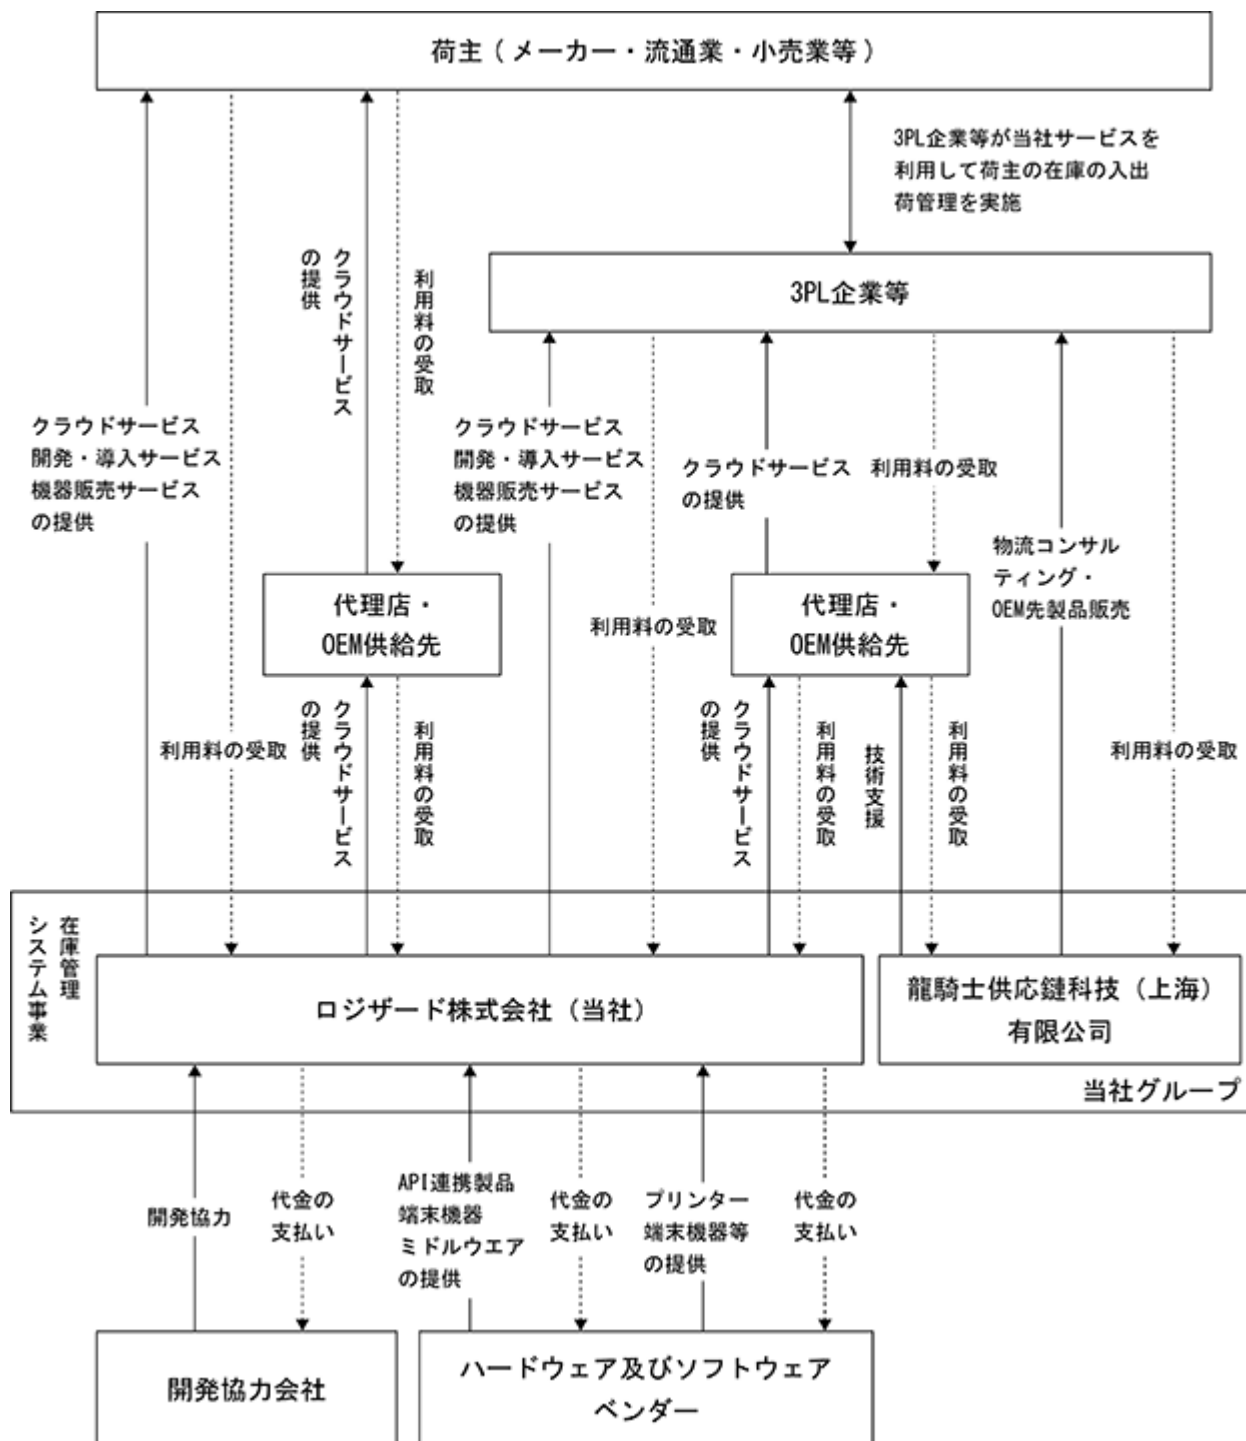 荷主（メーカー・流通業・小売業等）
3PL企業等が当社サービスを
利用して荷主の在庫の入出
荷管理を実施
クラウドサービス
の提供
利用料の受取
3PL企業等
クラウドサービス
開発・導入サービス
機器販売サービス
の提供
クラウドサービス
開発・導入サービス
機器販売サービス
の提供
クラウドサービス
の提供
利用料の受取
物流コンサル
ティング・
OEM先製品販売
代理店・
OEM供給先
利用料の受取
代理店・
OEM供給先
利用料の受取
クラウドサービス
の提供
利用料の受取
クラウドサービス
の提供
利用料の受取
技術支援
利用料の受取
利用料の受取
在庫管理
システム事業
ロジザード株式会社（当社）
龍騎士供応鏈科技（上海）
有限公司
当社グループ
開発協力
代金の
支払い
API連携製品
端末機器
ミドルウエア
の提供
代金の
支払い
プリンター
端末機器等
の提供
代金の
支払い
開発協力会社
ハードウェア及びソフトウェア
ベンダー